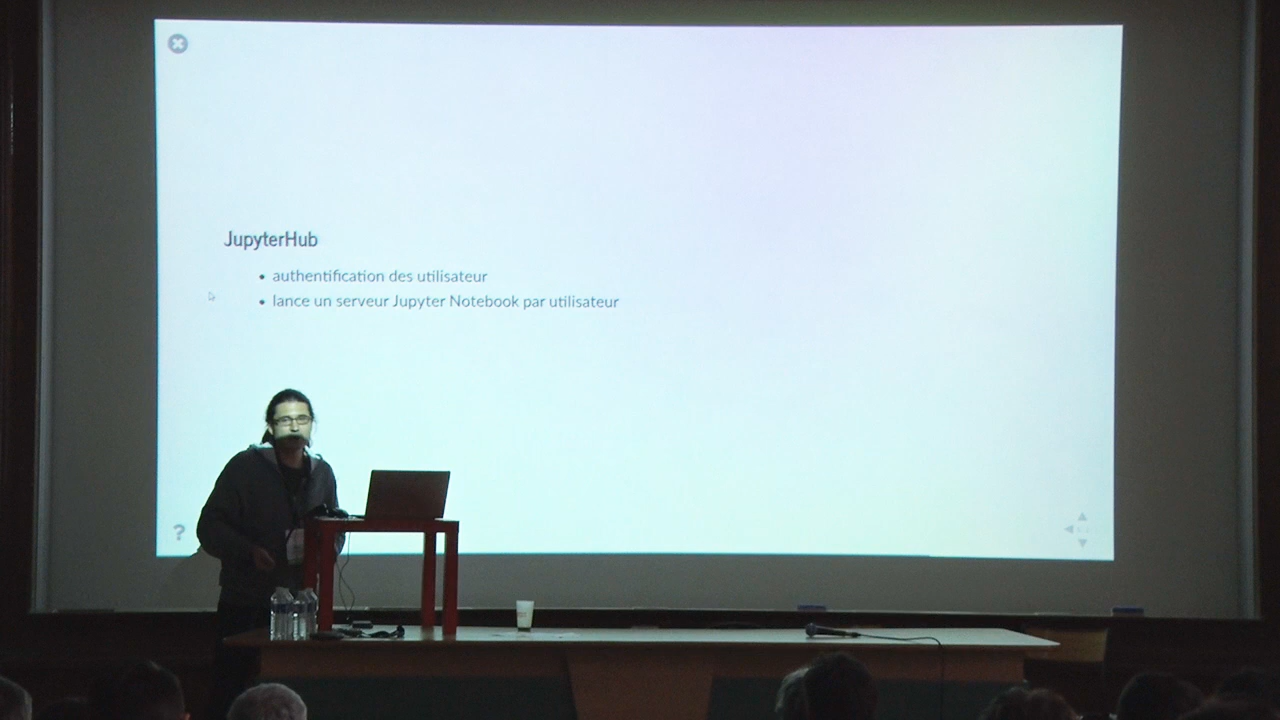 JupyterHub
• authentification des utilisateur
• lance un serveur Jupyter Notebook par utilisateur
?